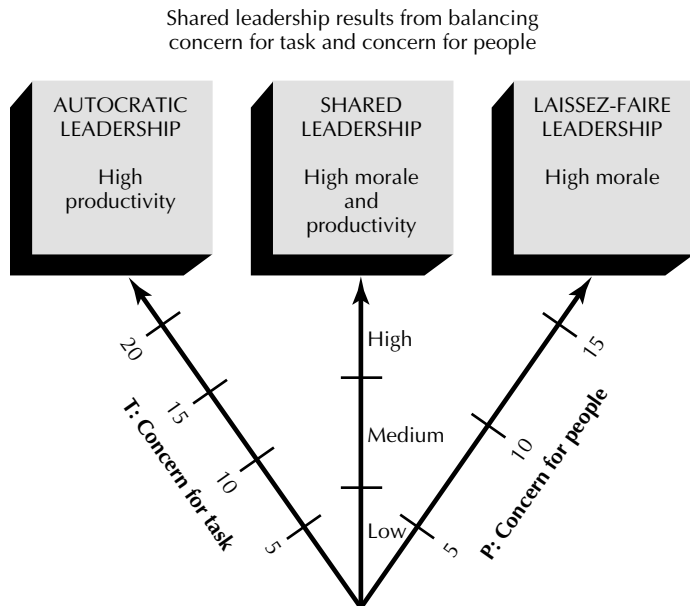 Shared leadership results from balancing
concern for task and concern for people
AUTOCRATIC
LEADERSHIP
High
productivity
SHARED
LEADERSHIP
High morale
and
productivity
LAISSEZ-FAIRE
LEADERSHIP
High morale
20
15
10
5
T: Concern for task
High
Medium
Low
15
10
5
P: Concern for people